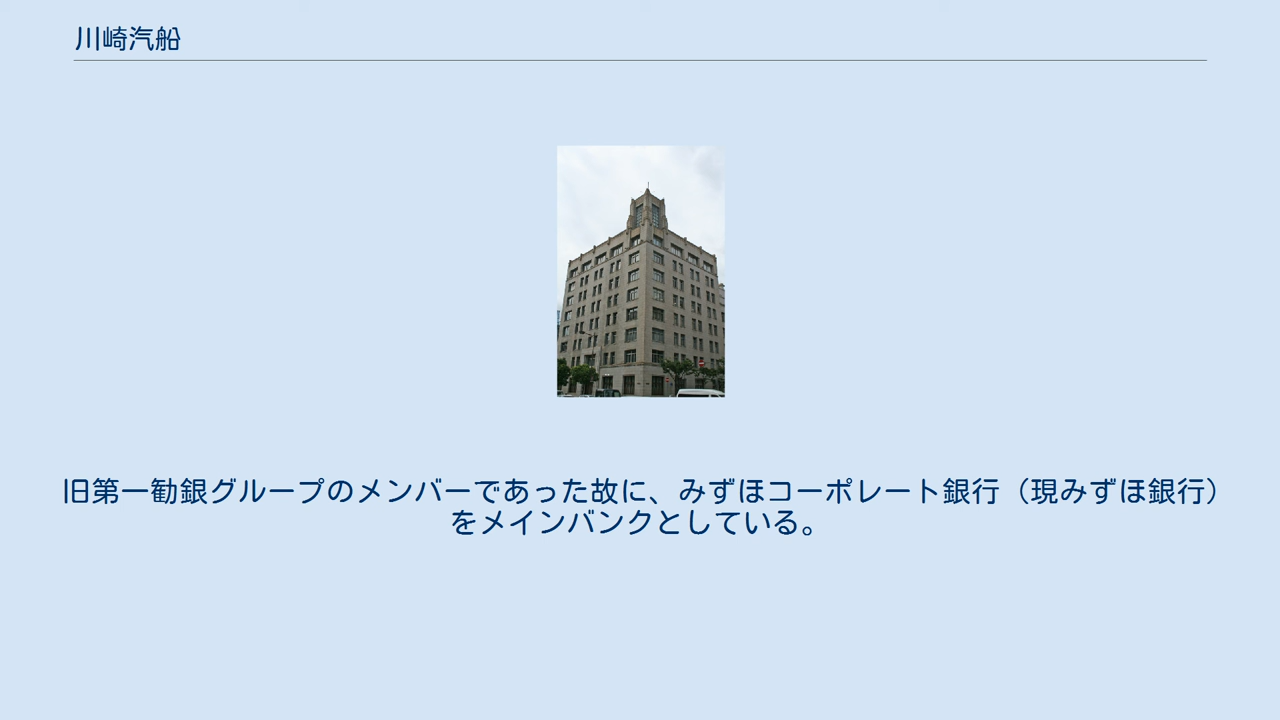 川崎汽船
旧第一勧銀グループのメンバーであった故に、みずほコーポレート銀行（現みずほ銀行）
をメインバンクとしている。